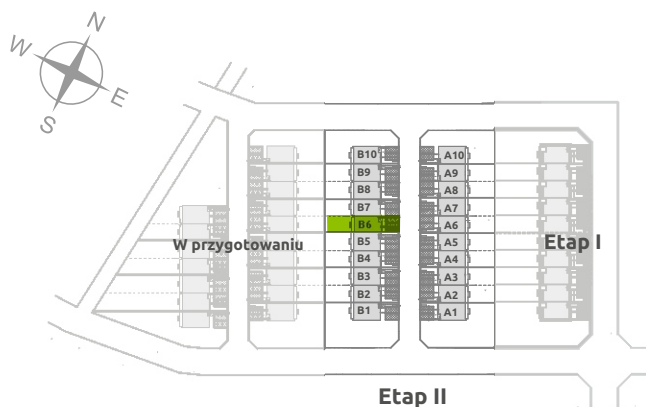 N
W
E
S
B10 A10
B9 A9
B8 A8
B7 A7
B6 A6
W przygotowaniu B5 A5 Etap I
B4 A4
B3 A3
B2 A2
B1 A1
Etap II